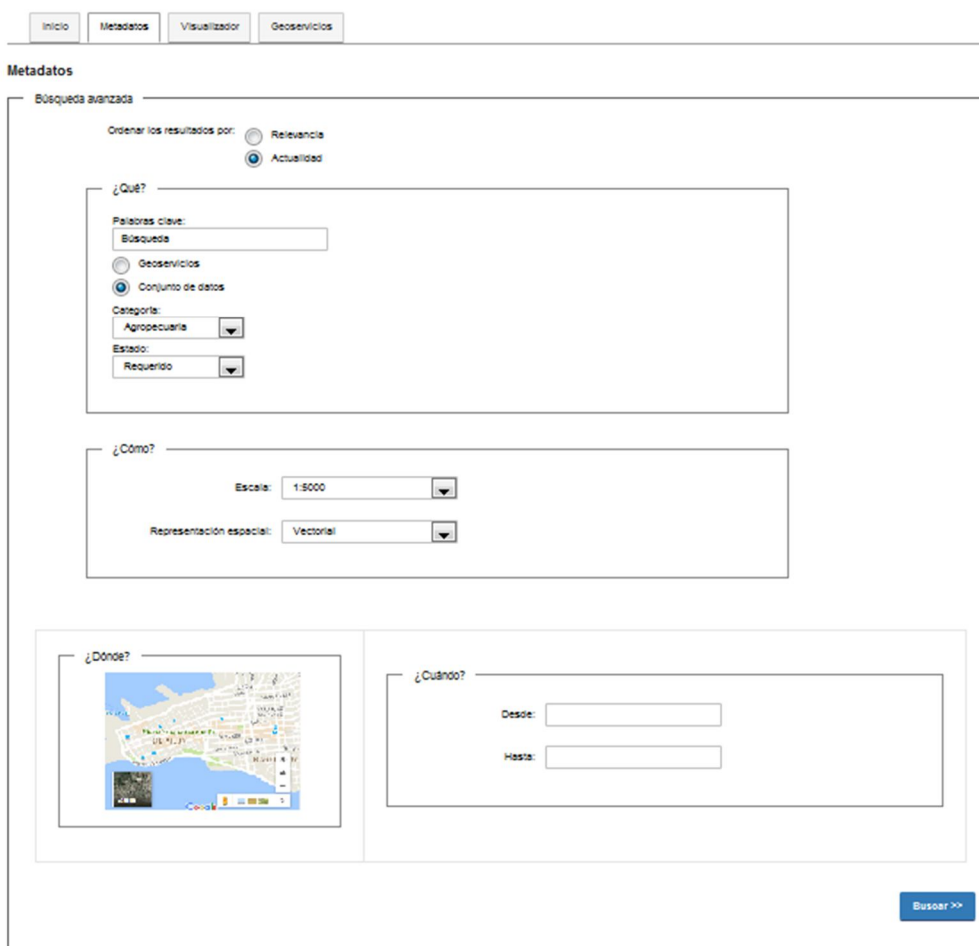 Inicio Metadatos Visualizador Geoservicios
Metadatos
Búsqueda avanzada
Ordenar los resultados por: Relevancia
Actualidad
¿Qué?
Palabras clave:
Búsqueda
Geoservicios
Conjunto de datos
Categoría:
Agropecuaria
Estado:
Requerido
¿Cómo?
Escala: 1:5000
Representación espacial: Vectorial
¿Dónde?
Google
¿Cuándo?
Desde:
Hasta:
Buscar >>